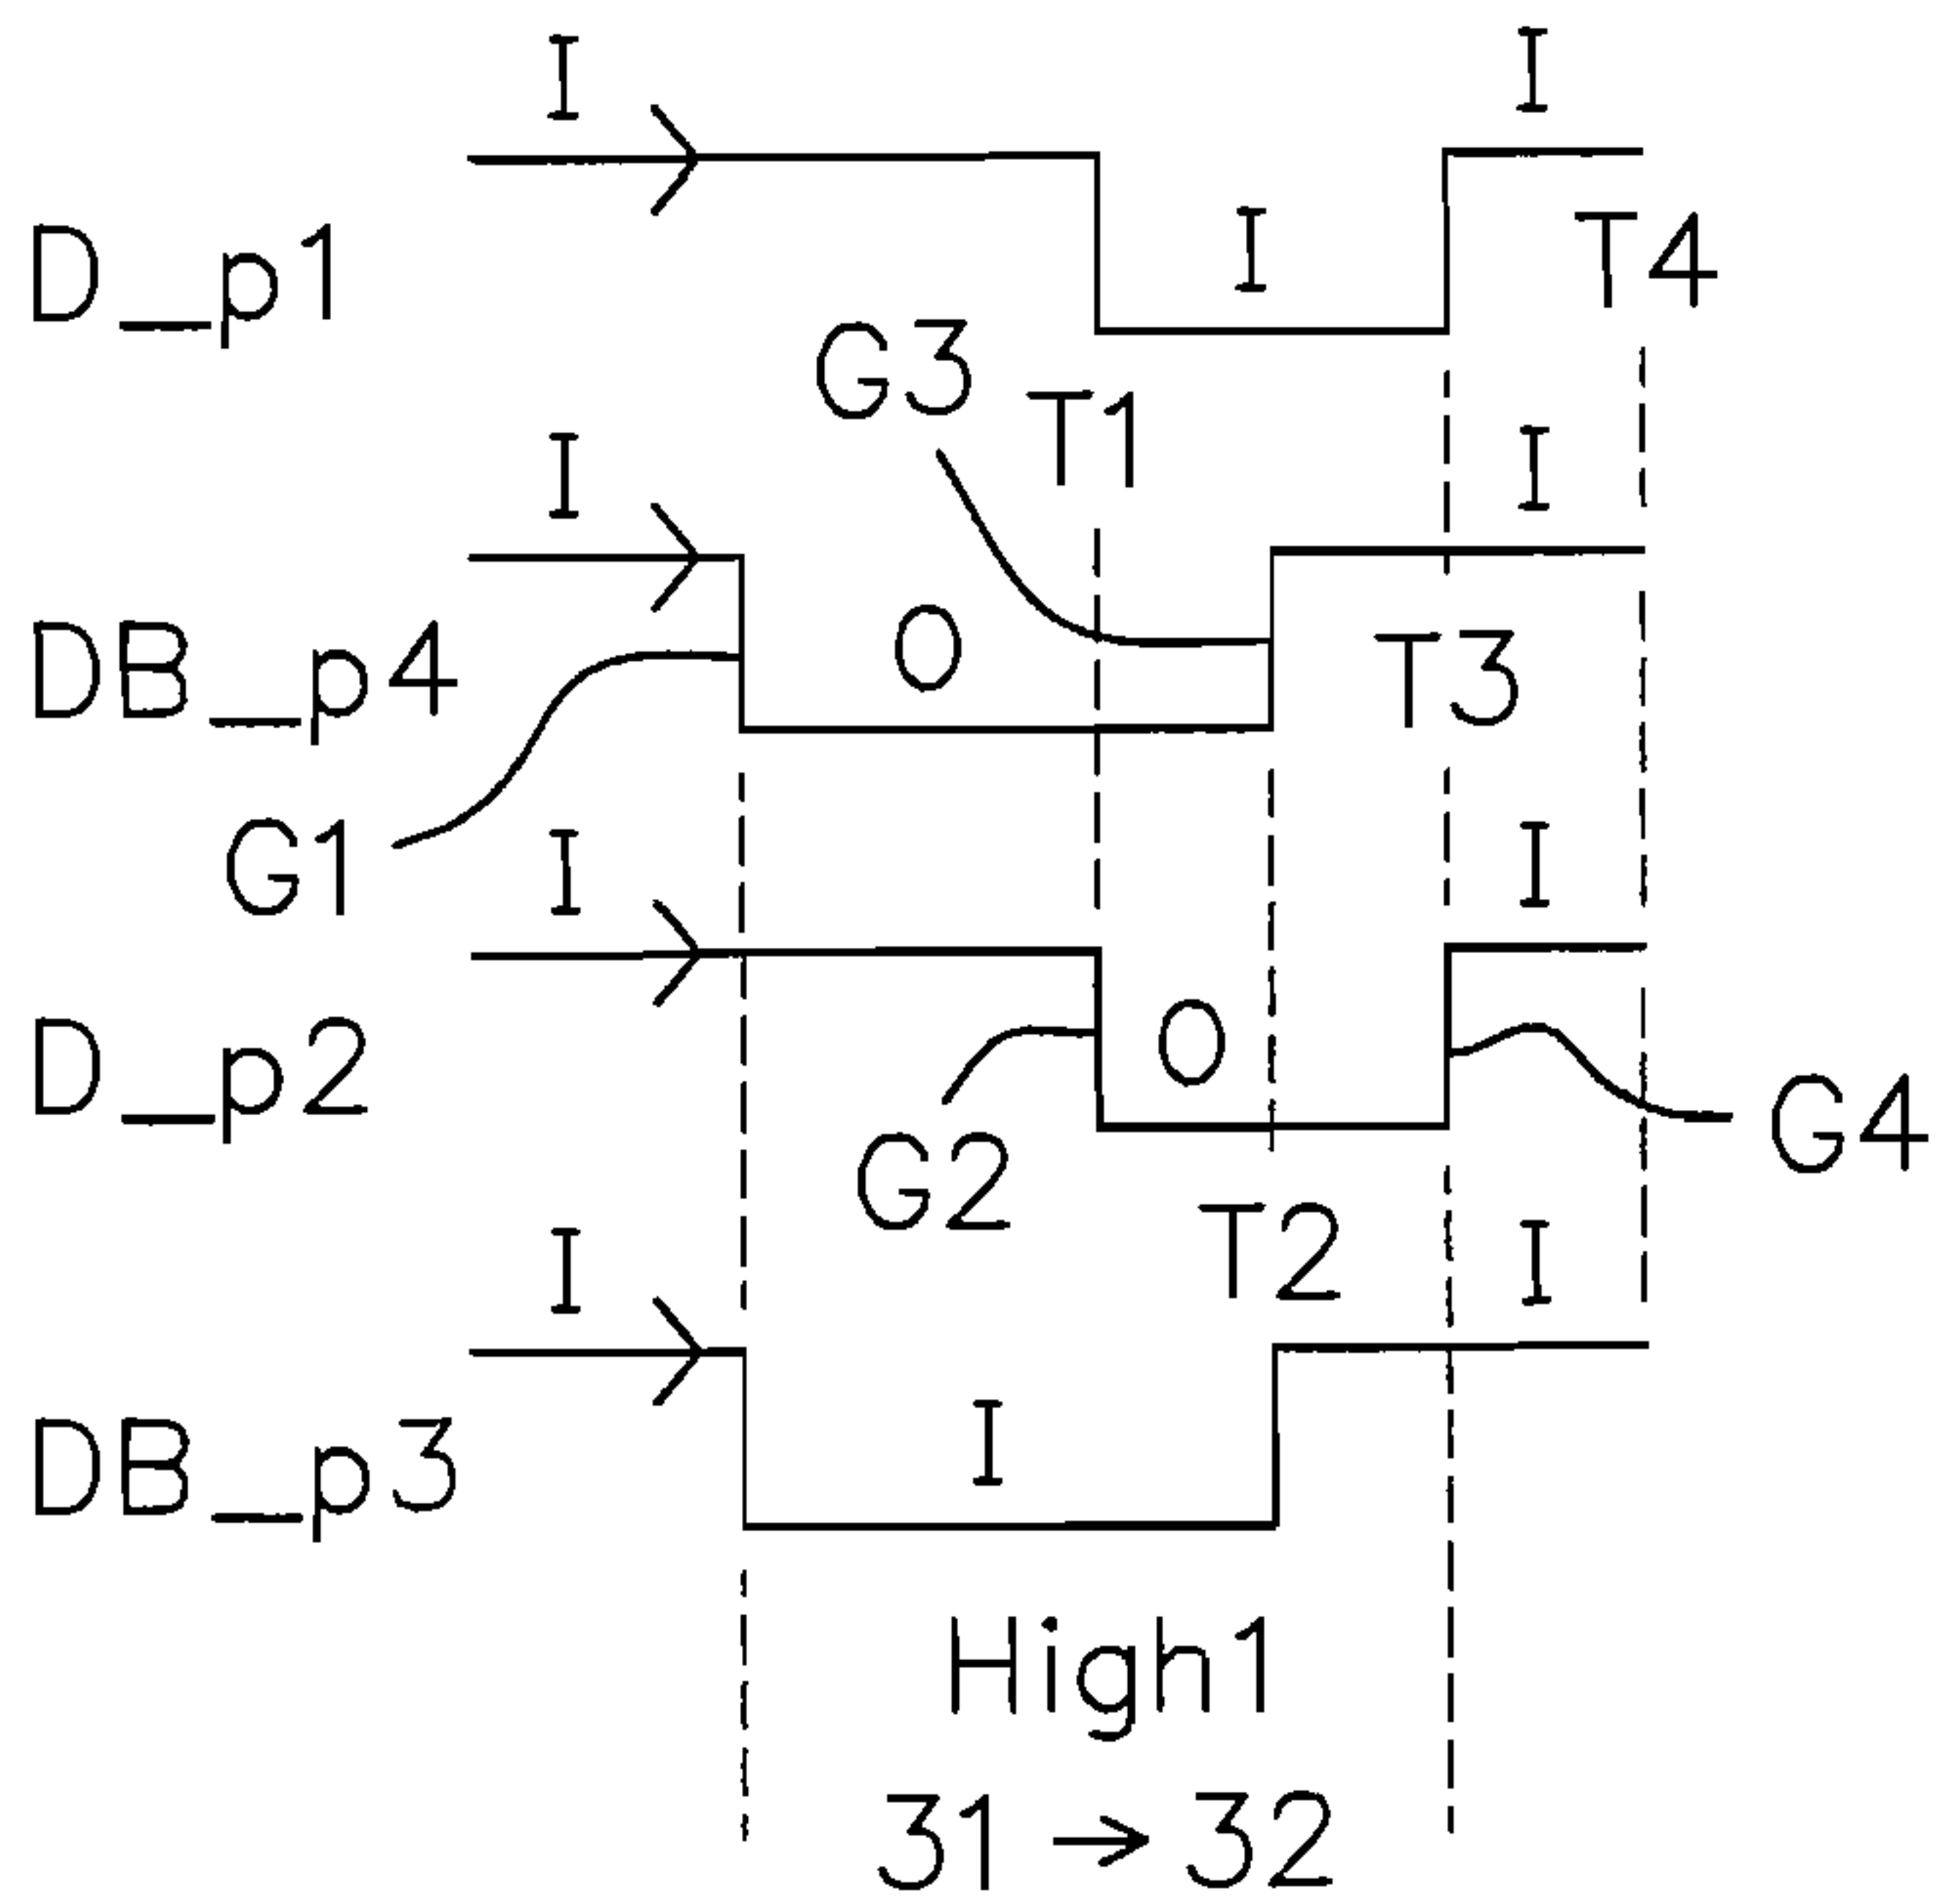 I I
D_p1 I T4
G3 T1
I I
DB_p4 O T3
G1 I I
D_p2 O G4
G2 T2
I I
DB_p3 I
High1
31 → 32